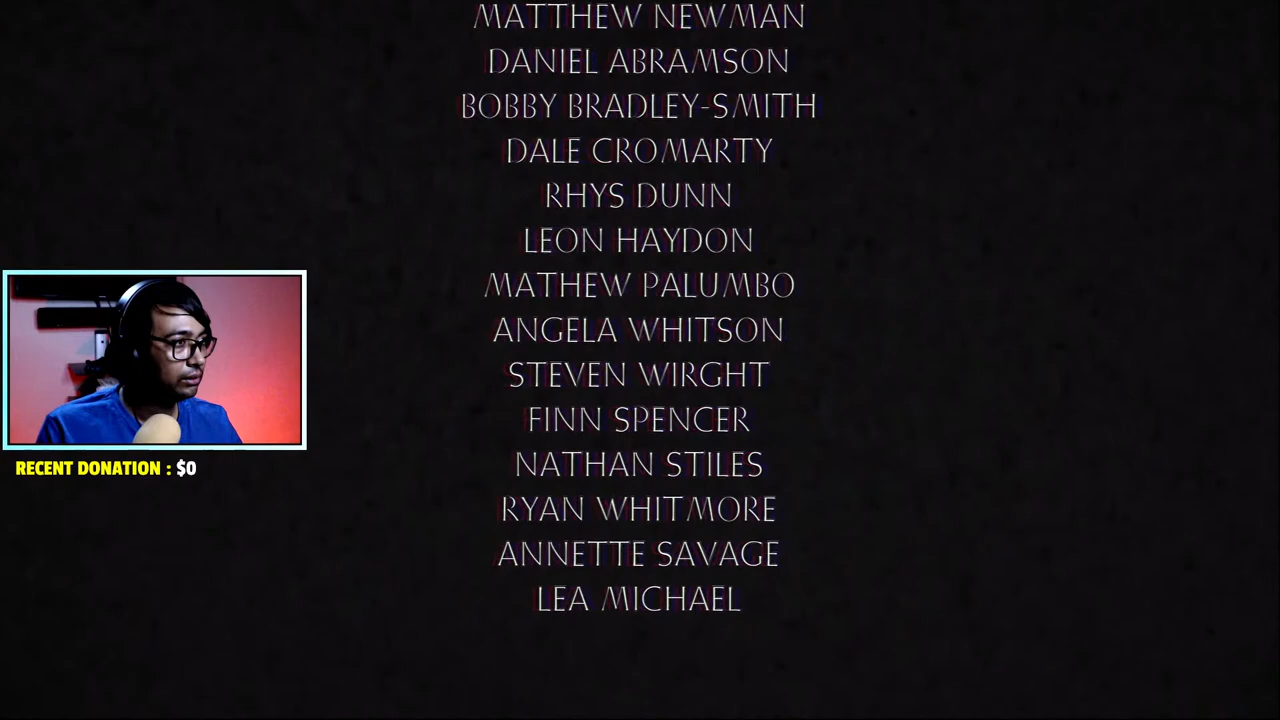 MATTHEW NEWMAN
DANIEL ABRAMSON
BOBBY BRADLEY-SMITH
DALE CROMARTY
RHYS DUNN
LEON HAYDON
MATHEW PALUMBO
ANGELA WHITSON
STEVEN WIRGHT
FINN SPENCER
NATHAN STILES
RYAN WHITMORE
ANNETTE SAVAGE
LEA MICHAEL
RECENT DONATION : $0